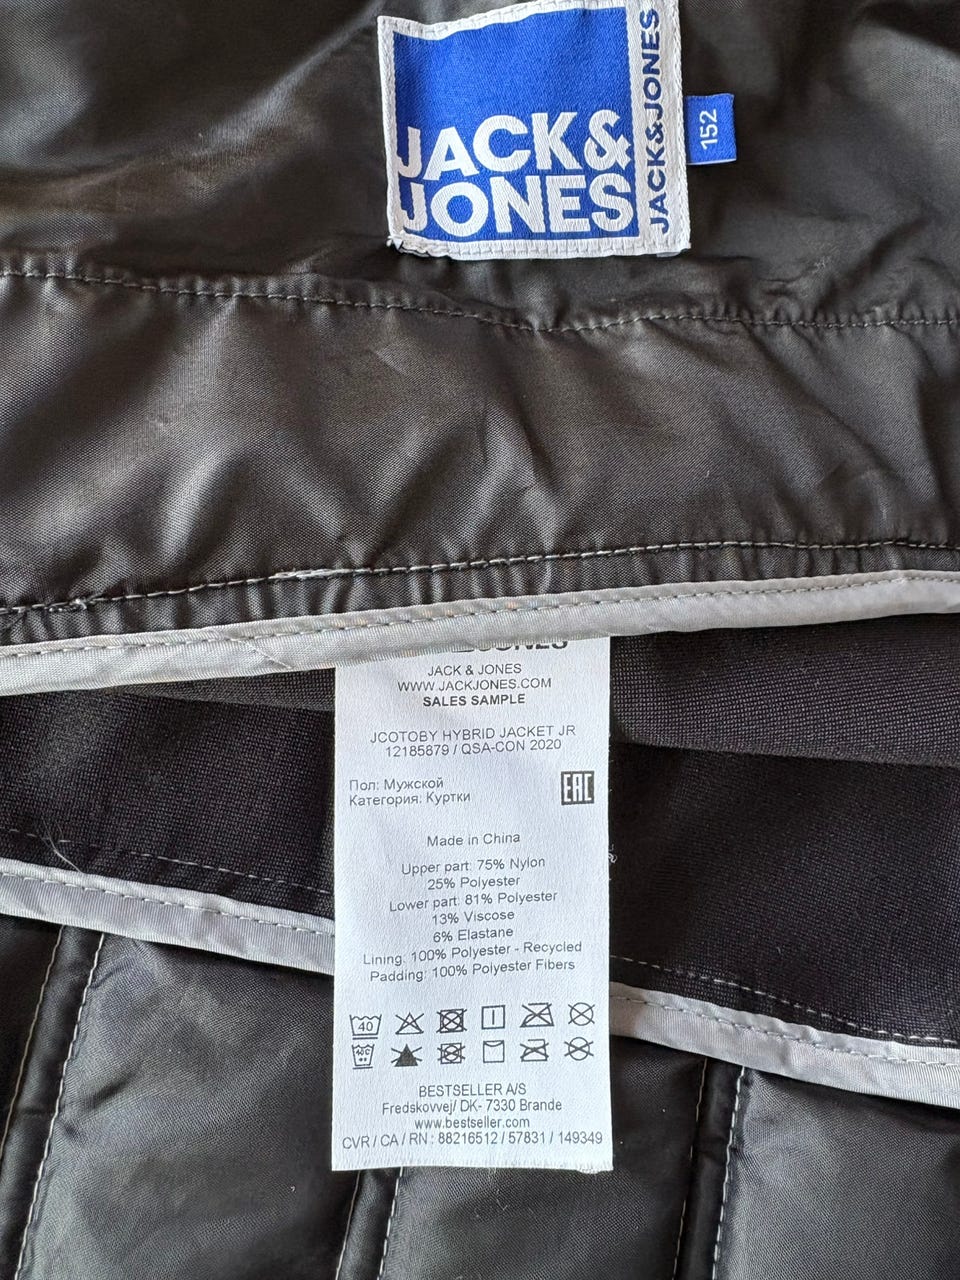 JACK&
JONES
JACK&JONES
152
JACK & JONES
WWW.JACKJONES.COM
SALES SAMPLE
JCOTOBY HYBRID JACKET JR
12185879 / QSA-CON 2020
Пол: Мужской
Категория: Куртки
EAC
Made in China
Upper part: 75% Nylon
25% Polyester
Lower part: 81% Polyester
13% Viscose
6% Elastane
Lining: 100% Polyester - Recycled
Padding: 100% Polyester Fibers
40
40°C
BESTSELLER A/S
Fredskovvej/ DK- 7330 Brande
www.bestseller.com
CVR / CA / RN : 88216512 / 57831 / 149349